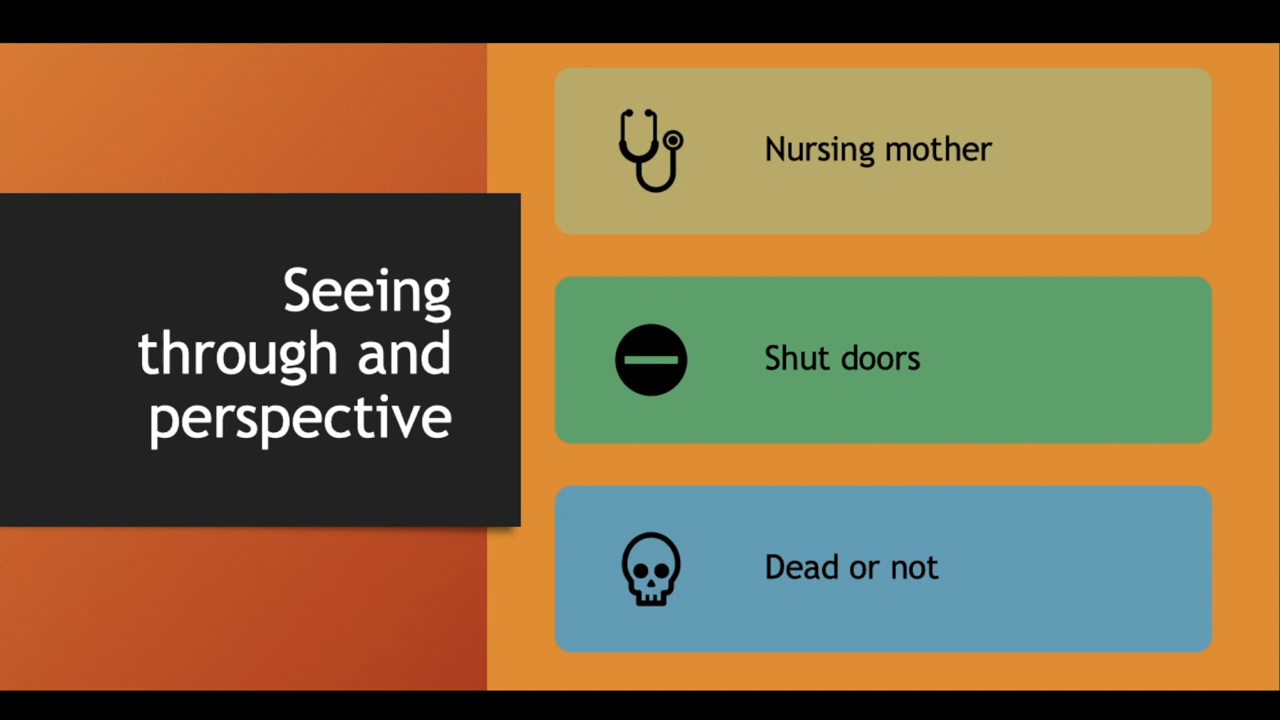 Seeing
through and
perspective
Nursing mother
Shut doors
Dead or not